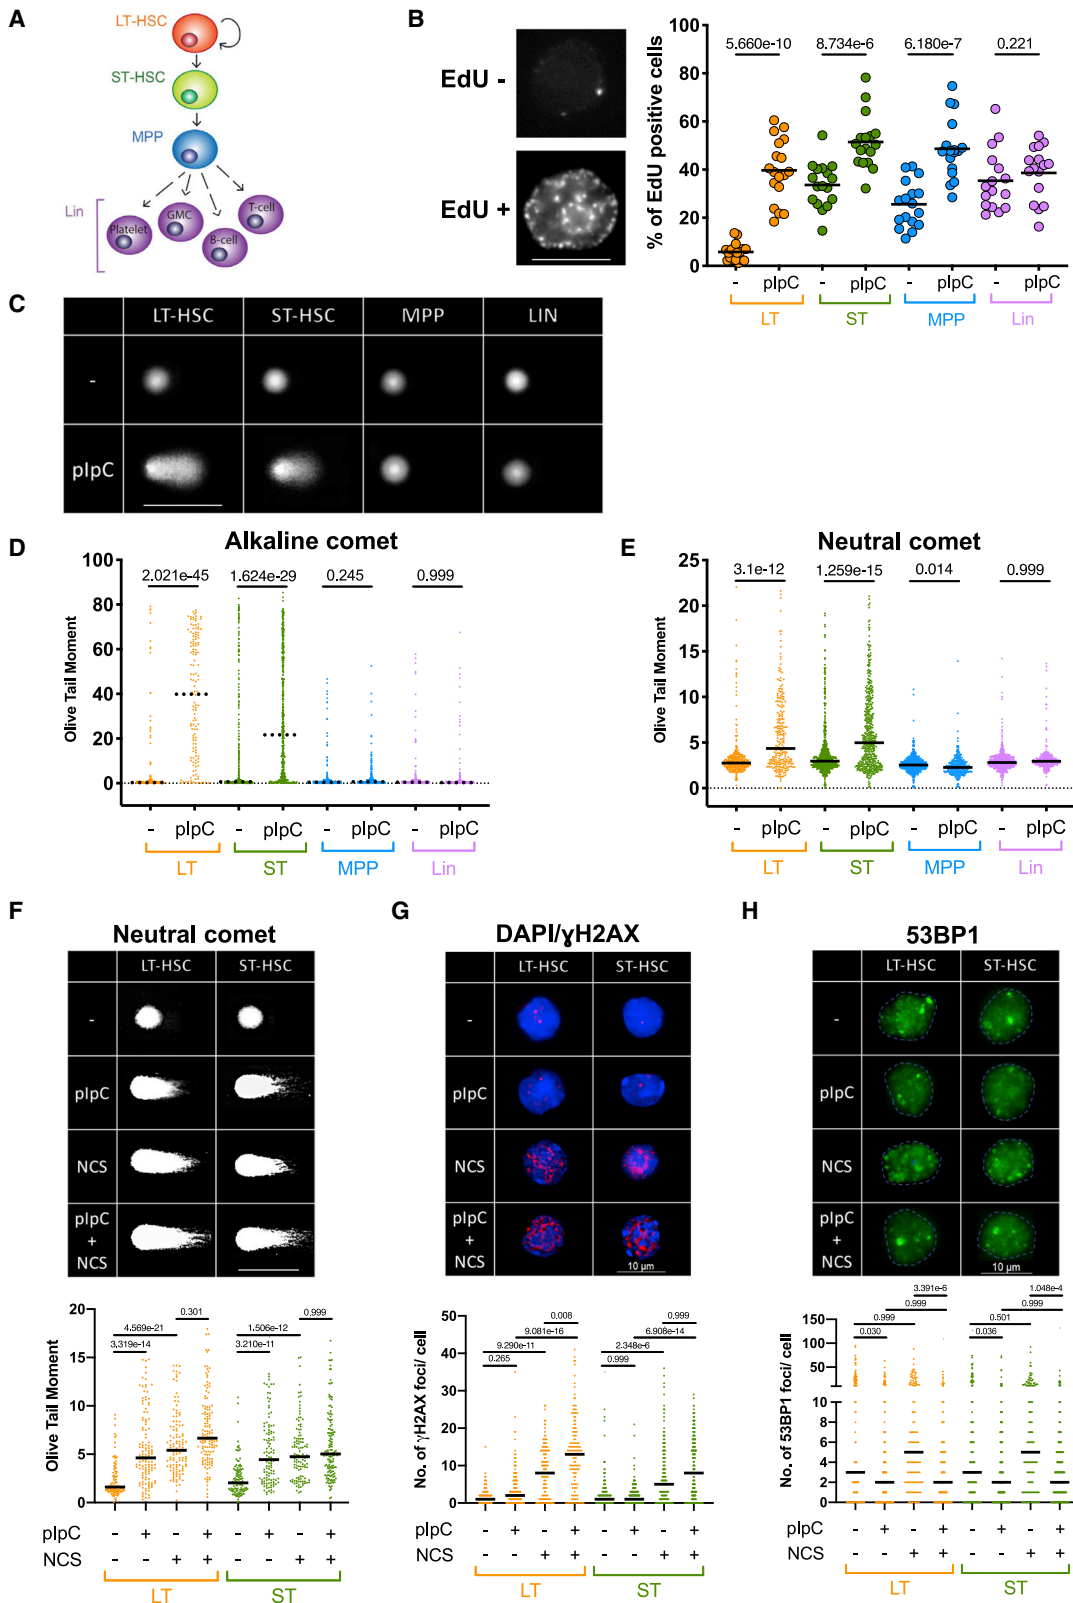 A
LT-HSC
ST-HSC
MPP
Lin
Platelet
GMC
B-cell
T-cell
B
EdU -
EdU +
% of EdU positive cells
100
80
60
40
20
0
5.660e-10
8.734e-6
6.180e-7
0.221
- pIpC - pIpC - pIpC - pIpC
LT ST MPP Lin
C
LT-HSC ST-HSC MPP LIN
-
pIpC
D
Alkaline comet
Olive Tail Moment
100
80
60
40
20
0
2.021e-45
1.624e-29
0.245
0.999
- pIpC - pIpC - pIpC - pIpC
LT ST MPP Lin
E
Neutral comet
Olive Tail Moment
25
20
15
10
5
0
3.1e-12
1.259e-15
0.014
0.999
- pIpC - pIpC - pIpC - pIpC
LT ST MPP Lin
F
Neutral comet
LT-HSC ST-HSC
-
pIpC
NCS
pIpC
+
NCS
Olive Tail Moment
20
15
10
5
0
0.301
4.569e-21
3.319e-14
0.999
1.506e-12
3.210e-11
pIpC - + - + - + - +
NCS - - + + - - + +
LT ST
G
DAPI/γH2AX
LT-HSC ST-HSC
-
pIpC
NCS
pIpC
+
NCS
10 µm
No. of γH2AX foci/ cell
50
40
30
20
10
0
0.008
9.081e-16
9.290e-11
0.265
0.999
6.908e-14
2.348e-6
0.999
pIpC - + - + - + - +
NCS - - + + - - + +
LT ST
H
53BP1
LT-HSC ST-HSC
-
pIpC
NCS
pIpC
+
NCS
10 µm
No. of 53BP1 foci/ cell
150
100
50
10
8
6
4
2
0
3.391e-6
0.999
0.999
0.030
1.048e-4
0.999
0.501
0.036
pIpC - + - + - + - +
NCS - - + + - - + +
LT ST